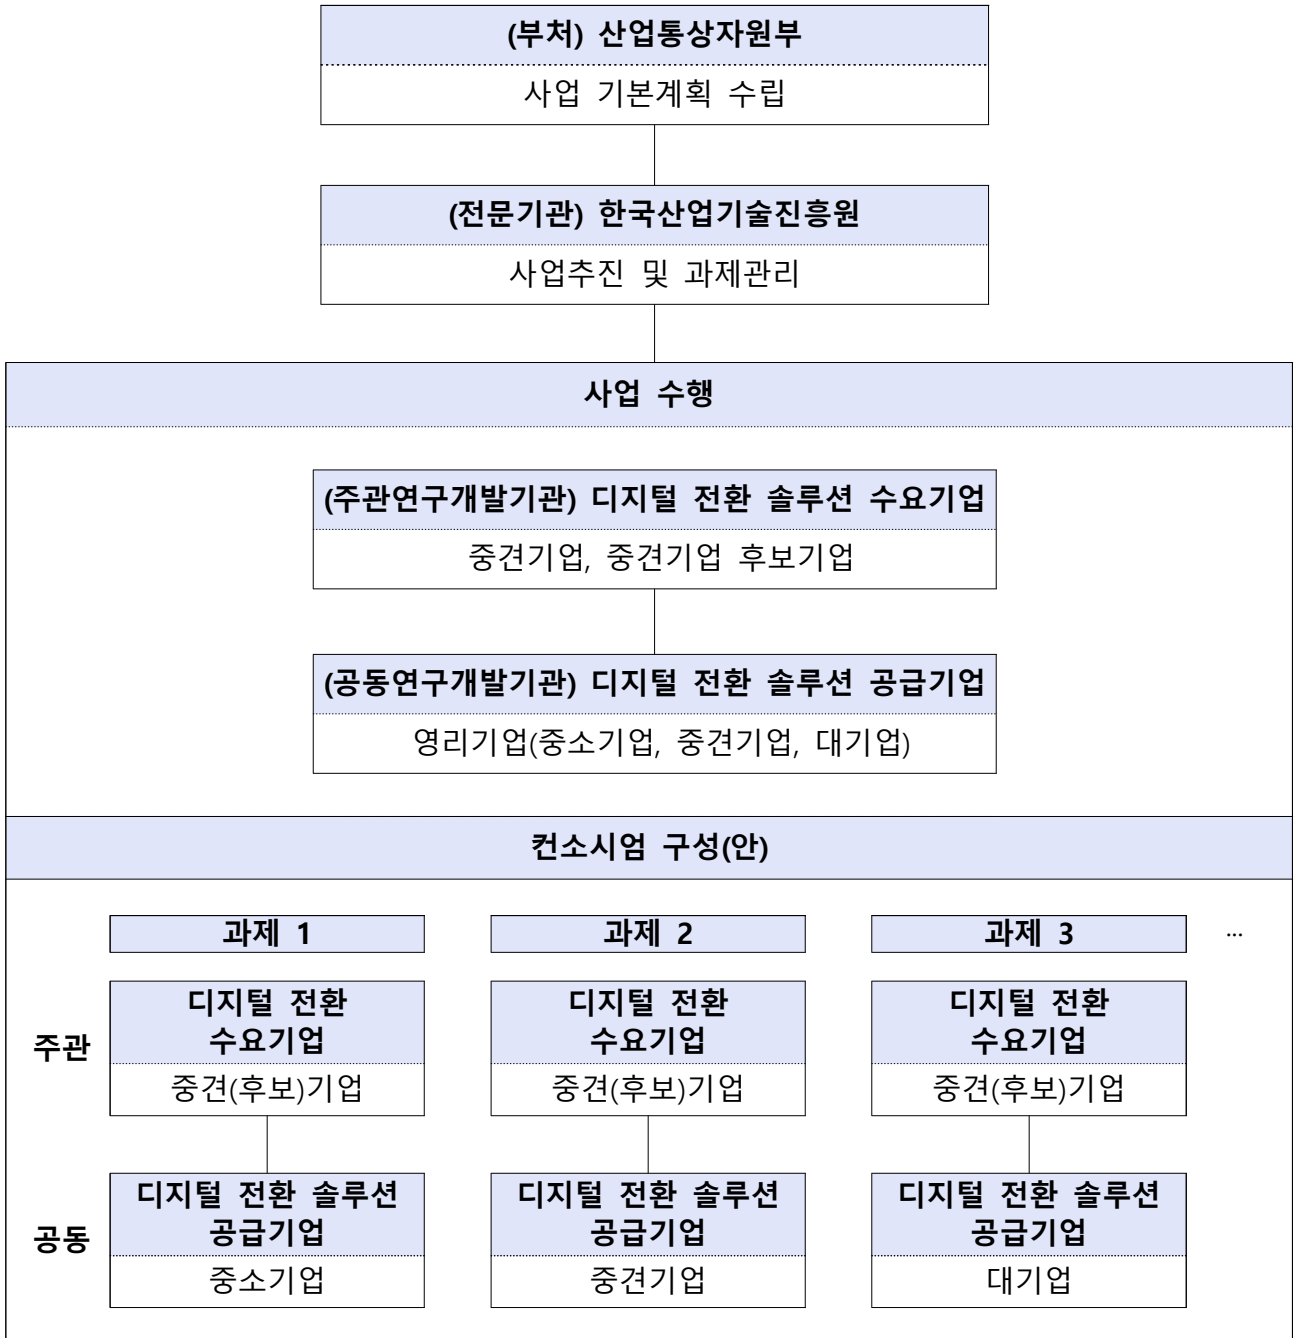 (부처) 산업통상자원부
사업 기본계획 수립
(전문기관) 한국산업기술진흥원
사업추진 및 과제관리
사업 수행
(주관연구개발기관) 디지털 전환 솔루션 수요기업
중견기업, 중견기업 후보기업
(공동연구개발기관) 디지털 전환 솔루션 공급기업
영리기업(중소기업, 중견기업, 대기업)
컨소시엄 구성(안)
과제 1
과제 2
과제 3
...
주관
디지털 전환
수요기업
중견(후보)기업
디지털 전환
수요기업
중견(후보)기업
디지털 전환
수요기업
중견(후보)기업
공동
디지털 전환 솔루션
공급기업
중소기업
디지털 전환 솔루션
공급기업
중견기업
디지털 전환 솔루션
공급기업
대기업